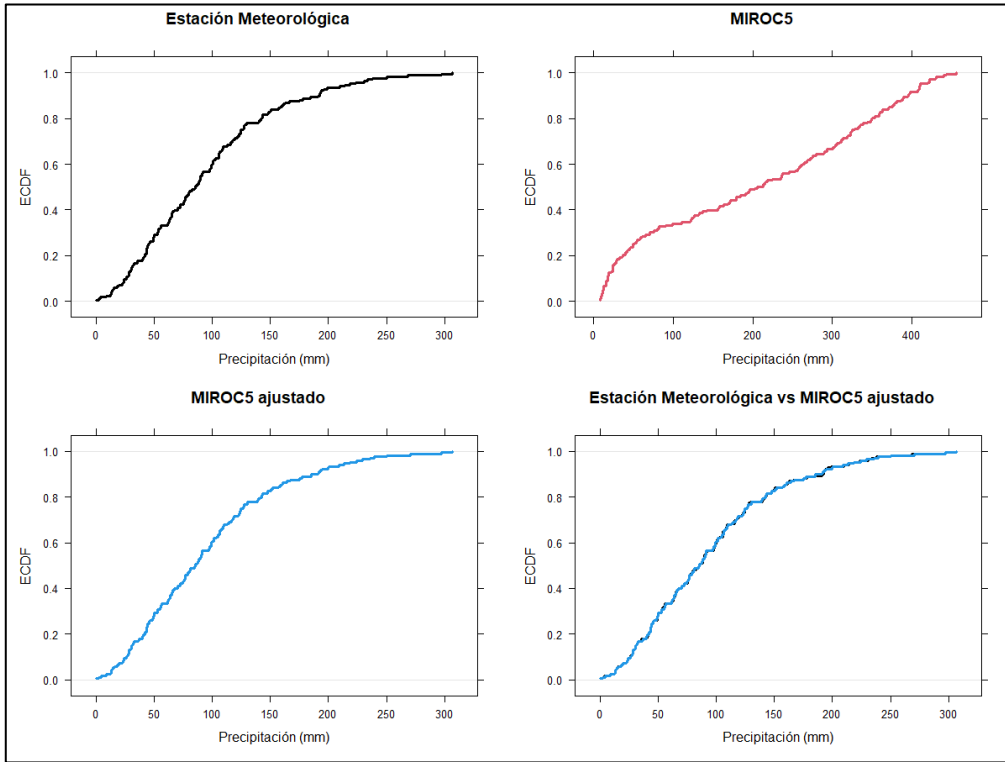 Estación Meteorológica
ECDF
1.0
0.8
0.6
0.4
0.2
0.0
0 50 100 150 200 250 300
Precipitación (mm)
MIROC5
ECDF
1.0
0.8
0.6
0.4
0.2
0.0
0 100 200 300 400
Precipitación (mm)
MIROC5 ajustado
ECDF
1.0
0.8
0.6
0.4
0.2
0.0
0 50 100 150 200 250 300
Precipitación (mm)
Estación Meteorológica vs MIROC5 ajustado
ECDF
1.0
0.8
0.6
0.4
0.2
0.0
0 50 100 150 200 250 300
Precipitación (mm)